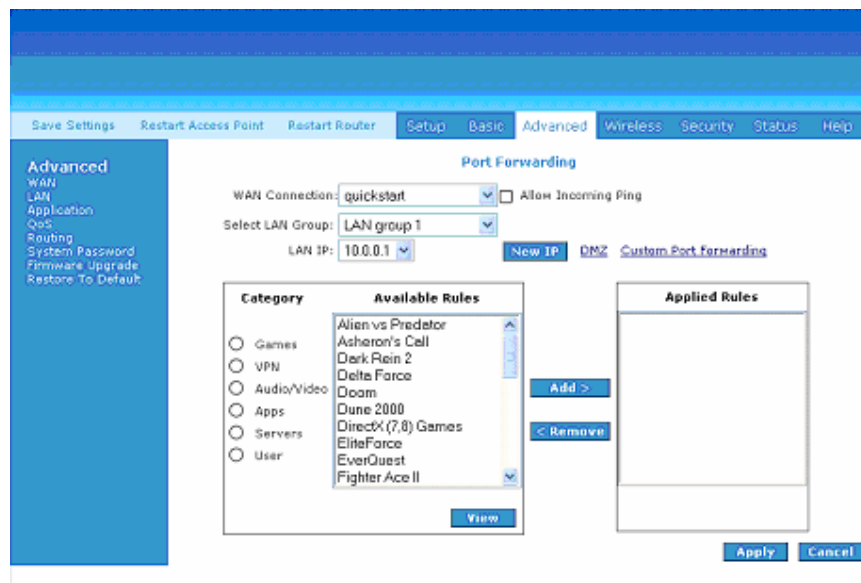 Save Settings Restart Access Point Restart Router Setup Basic Advanced Wireless Security Status Help
Advanced
WAN
LAN
Application
QoS
Routing
System Password
Firmware Upgrade
Restore To Default
Port Forwarding
WAN Connection: quickstart Allow Incoming Ping
Select LAN Group: LAN group 1
LAN IP: 10.0.0.1 New IP DMZ Custom Port Forwarding
Category Available Rules Applied Rules
Games
VPN
Audio/Video
Apps
Servers
User
Alien vs Predator
Asheron's Call
Dark Rein 2
Delta Force
Doom
Dune 2000
DirectX (7,8) Games
EliteForce
EverQuest
Fighter Ace II
Add >
< Remove
View
Apply Cancel